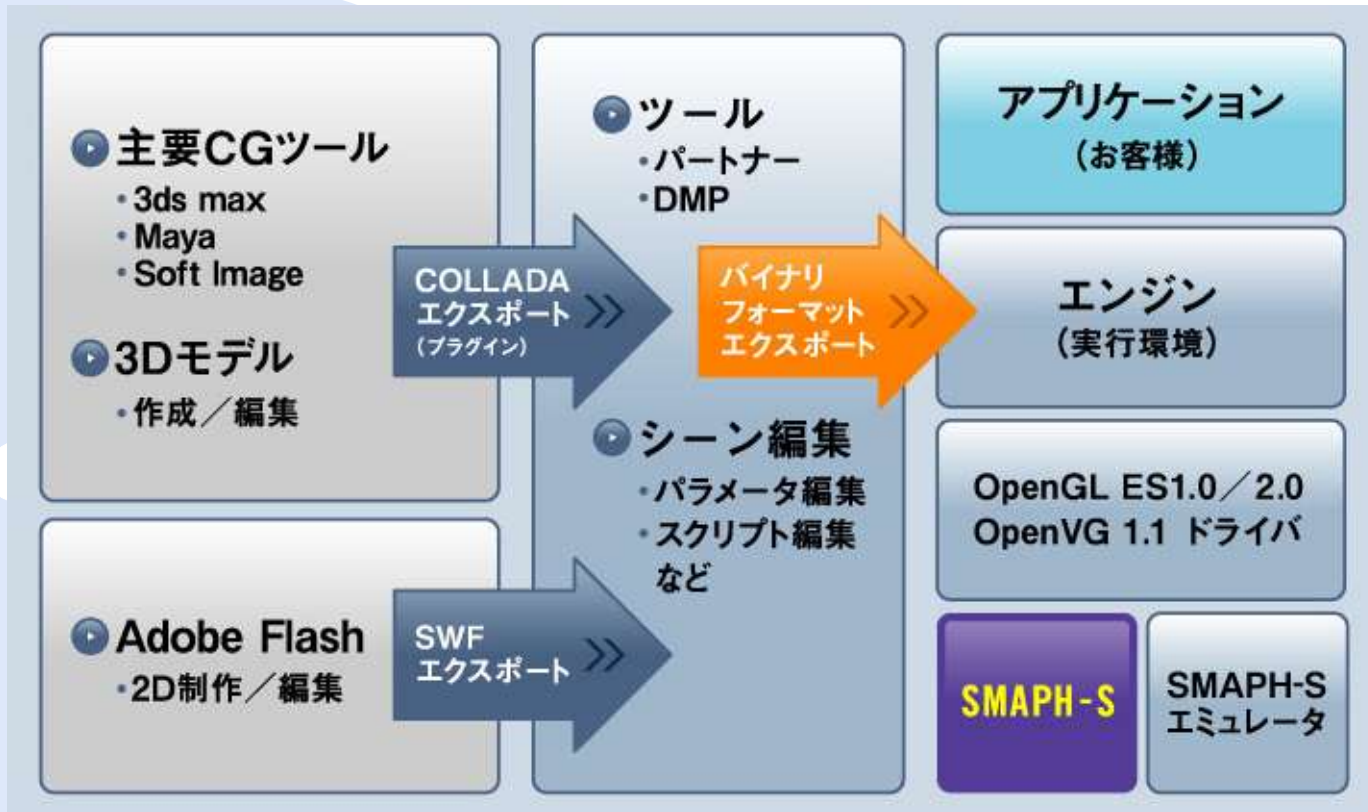 主要CGツール
・3ds max
・Maya
・Soft Image
3Dモデル
・作成／編集
COLLADA
エクスポート
(プラグイン)
Adobe Flash
・2D制作／編集
SWF
エクスポート
ツール
・パートナー
・DMP
バイナリ
フォーマット
エクスポート
シーン編集
・パラメータ編集
・スクリプト編集
など
アプリケーション
(お客様)
エンジン
(実行環境)
OpenGL ES1.0／2.0
OpenVG 1.1 ドライバ
SMAPH-S
SMAPH-S
エミュレータ